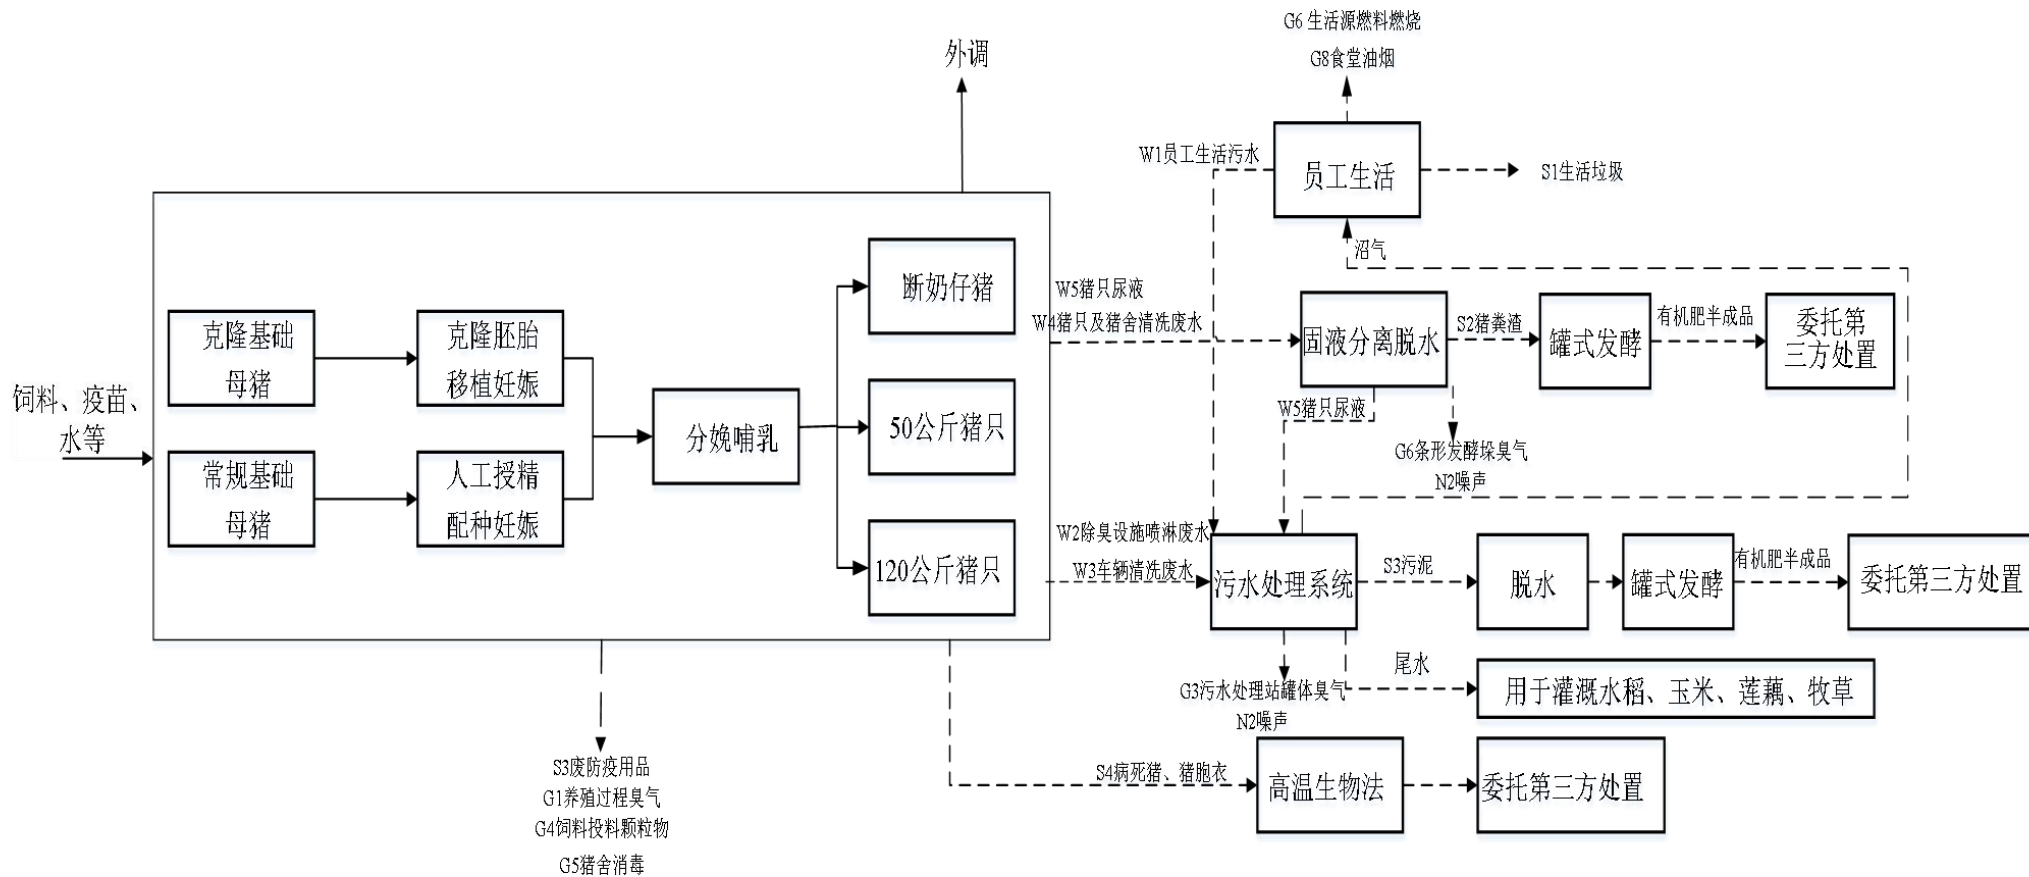 G6 生活源燃料燃烧
G8食堂油烟
外调
W1员工生活污水
员工生活
S1生活垃圾
沼气
断奶仔猪
W5猪只尿液
W4猪只及猪舍清洗废水
固液分离脱水
S2猪粪渣
罐式发酵
有机肥半成品
委托第
三方处置
克隆基础
母猪
克隆胚胎
移植妊娠
饲料、疫苗、
水等
分娩哺乳
50公斤猪只
W5猪只尿液
G6条形发酵垛臭气
N2噪声
常规基础
母猪
人工授精
配种妊娠
120公斤猪只
W2除臭设施喷淋废水
W3车辆清洗废水
污水处理系统
S3污泥
脱水
罐式发酵
有机肥半成品
委托第三方处置
尾水
用于灌溉水稻、玉米、莲藕、牧草
G3污水处理站罐体臭气
N2噪声
S4病死猪、猪胞衣
高温生物法
委托第三方处置
S3废防疫用品
G1养殖过程臭气
G4饲料投料颗粒物
G5猪舍消毒